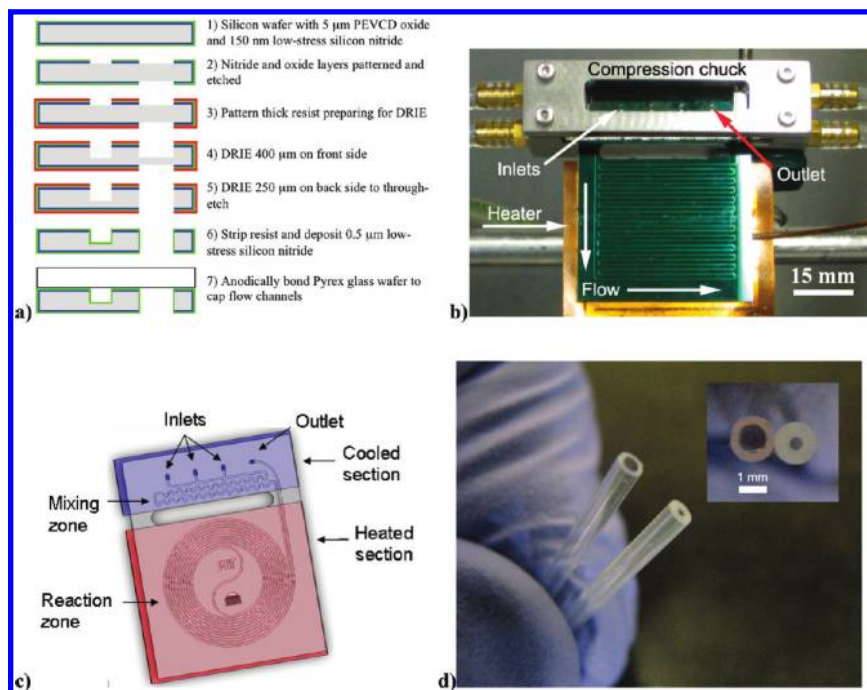 1) Silicon wafer with 5 µm PEVCD oxide
and 150 nm low-stress silicon nitride
2) Nitride and oxide layers patterned and
etched
3) Pattern thick resist preparing for DRIE
4) DRIE 400 µm on front side
5) DRIE 250 µm on back side to through-
etch
6) Strip resist and deposit 0.5 µm low-
stress silicon nitride
7) Anodically bond Pyrex glass wafer to
cap flow channels
a)
Compression chuck
Inlets
Outlet
Heater
Flow
15 mm
b)
Inlets
Outlet
Cooled
section
Mixing
zone
Heated
section
Reaction
zone
c)
1 mm
d)